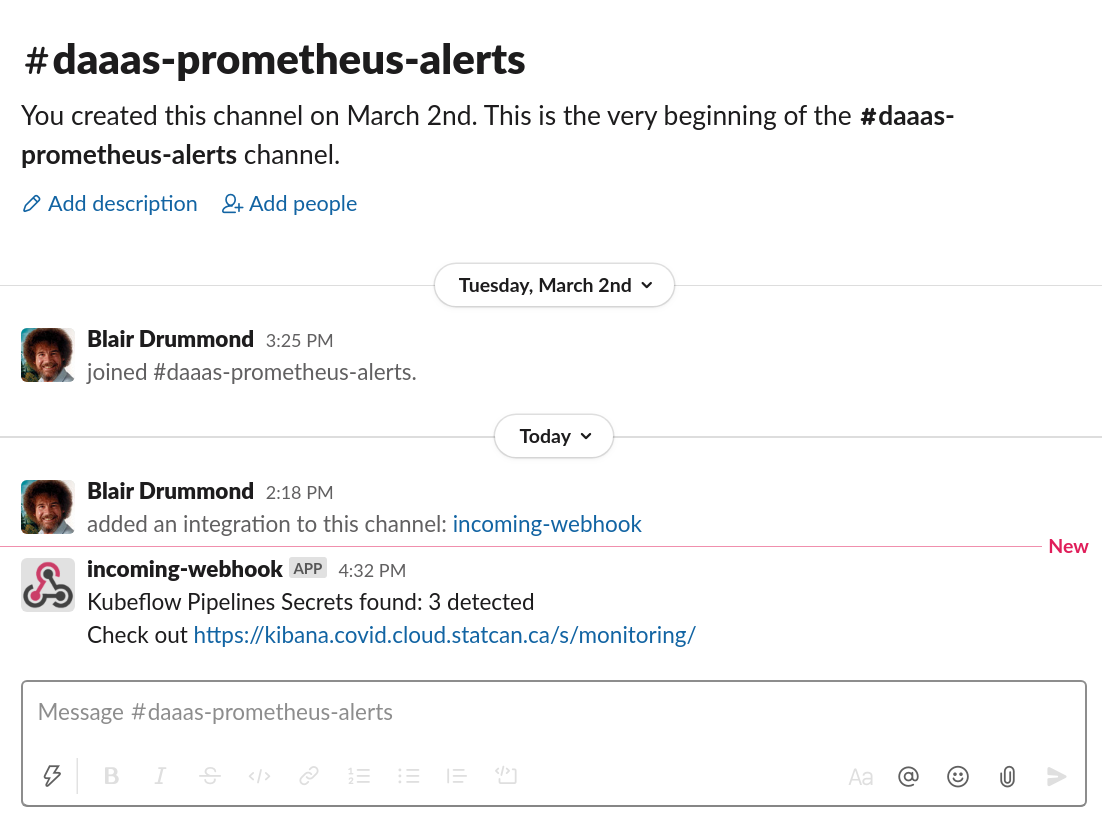 #daaas-prometheus-alerts
You created this channel on March 2nd. This is the very beginning of the #daaas-
prometheus-alerts channel.
Add description Add people
Tuesday, March 2nd
Blair Drummond 3:25 PM
joined #daaas-prometheus-alerts.
Today
Blair Drummond 2:18 PM
added an integration to this channel: incoming-webhook
New
incoming-webhook APP 4:32 PM
Kubeflow Pipelines Secrets found: 3 detected
Check out https://kibana.covid.cloud.statcan.ca/s/monitoring/
Message #daaas-prometheus-alerts
B I S </> Aa @